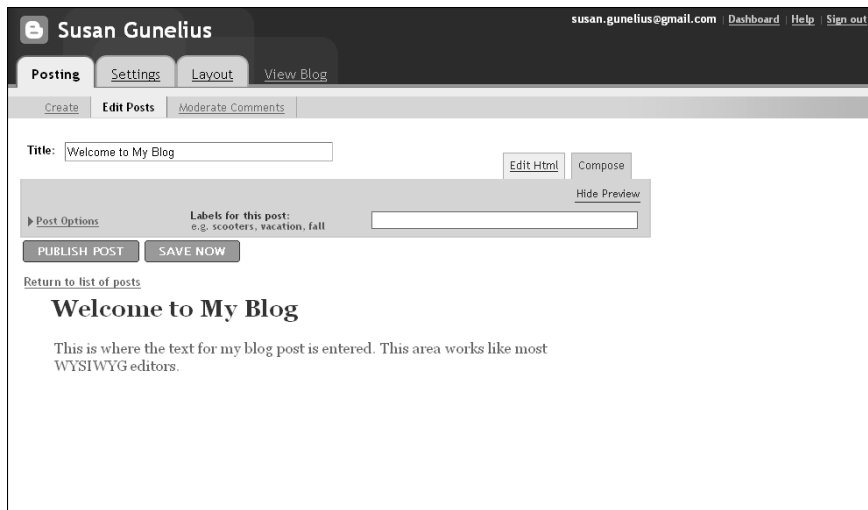 Susan Gunelius
susan.gunelius@gmail.com | Dashboard | Help | Sign out
Posting Settings Layout View Blog
Create Edit Posts Moderate Comments
Title: Welcome to My Blog
Edit Html Compose
Hide Preview
Post Options
Labels for this post:
e.g. scooters, vacation, fall
PUBLISH POST SAVE NOW
Return to list of posts
Welcome to My Blog
This is where the text for my blog post is entered. This area works like most
WYSIWYG editors.